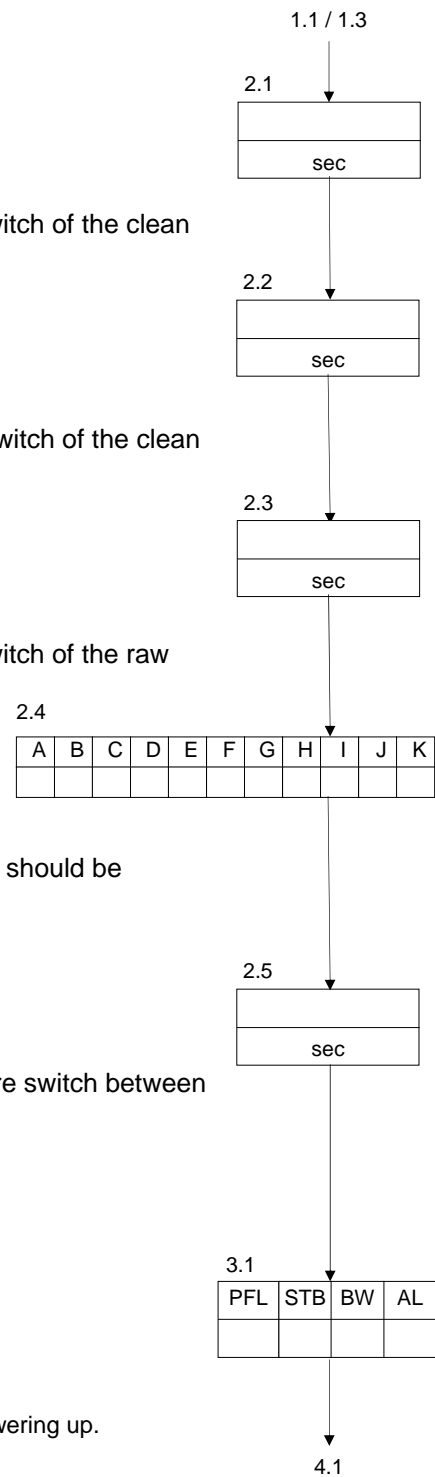 1.1 / 1.3
2.1
sec
witch of the clean
2.2
sec
witch of the clean
2.3
sec
witch of the raw
2.4
A B C D E F G H I J K
should be
2.5
sec
re switch between
3.1
PFL STB BW AL
wering up.
4.1